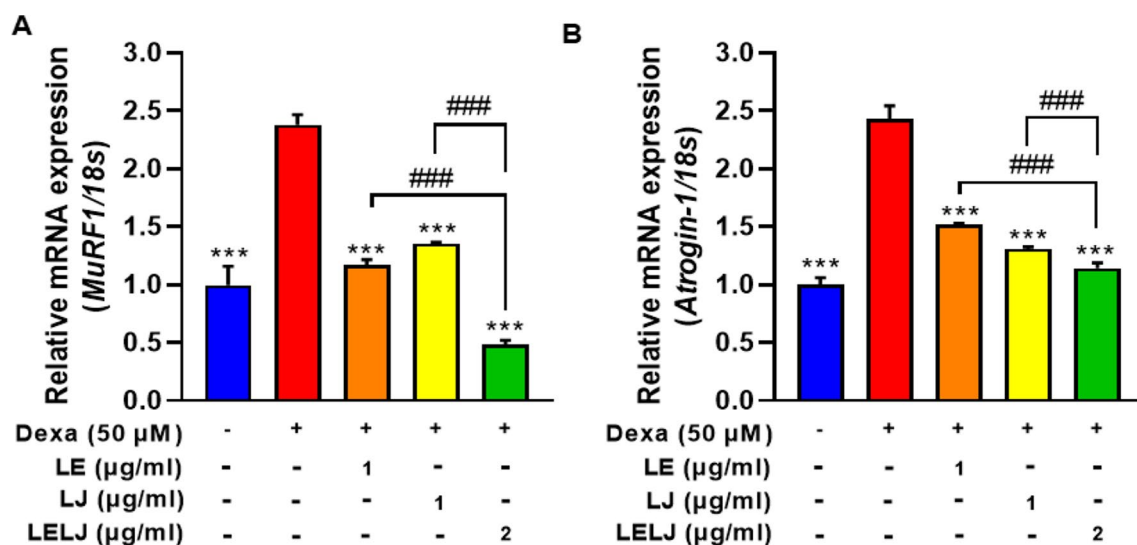 A
Relative mRNA expression
(MuRF1/18s)
3.0
2.5
2.0
1.5
1.0
0.5
0.0
###
###
***
***
***
***
Dexa (50 µM) - + + + +
LE (µg/ml) - - 1 - -
LJ (µg/ml) - - - 1 -
LELJ (µg/ml) - - - - 2
B
Relative mRNA expression
(Atrogin-1/18s)
3.0
2.5
2.0
1.5
1.0
0.5
0.0
###
###
***
***
***
***
Dexa (50 µM) - + + + +
LE (µg/ml) - - 1 - -
LJ (µg/ml) - - - 1 -
LELJ (µg/ml) - - - - 2